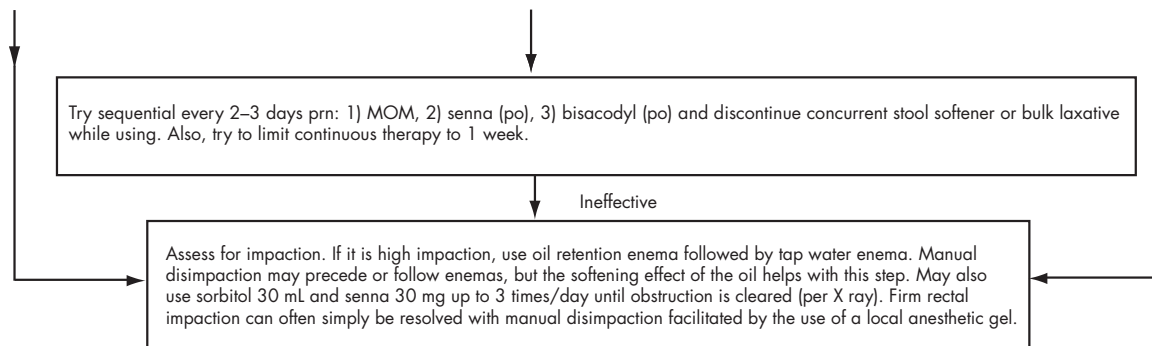 Try sequential every 2–3 days prn: 1) MOM, 2) senna (po), 3) bisacodyl (po) and discontinue concurrent stool softener or bulk laxative
while using. Also, try to limit continuous therapy to 1 week.
Ineffective
Assess for impaction. If it is high impaction, use oil retention enema followed by tap water enema. Manual
disimpaction may precede or follow enemas, but the softening effect of the oil helps with this step. May also
use sorbitol 30 mL and senna 30 mg up to 3 times/day until obstruction is cleared (per X ray). Firm rectal
impaction can often simply be resolved with manual disimpaction facilitated by the use of a local anesthetic gel.